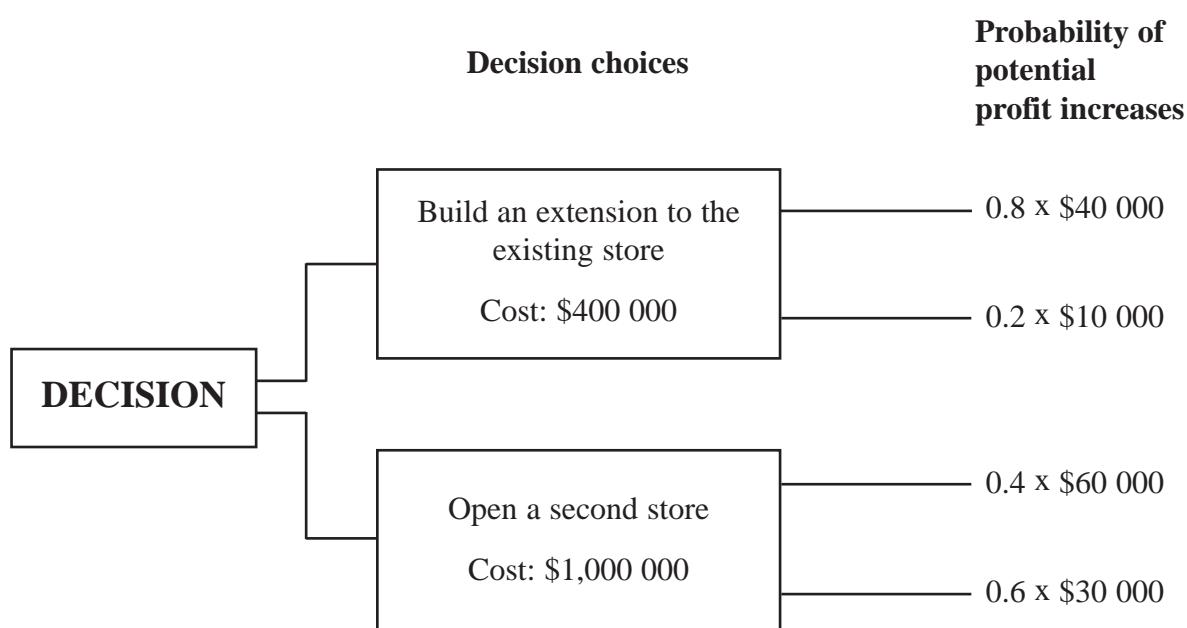 Decision choices
Probability of
potential
profit increases
Build an extension to the
existing store
Cost: $400 000
0.8 x $40 000
0.2 x $10 000
DECISION
Open a second store
Cost: $1,000 000
0.4 x $60 000
0.6 x $30 000